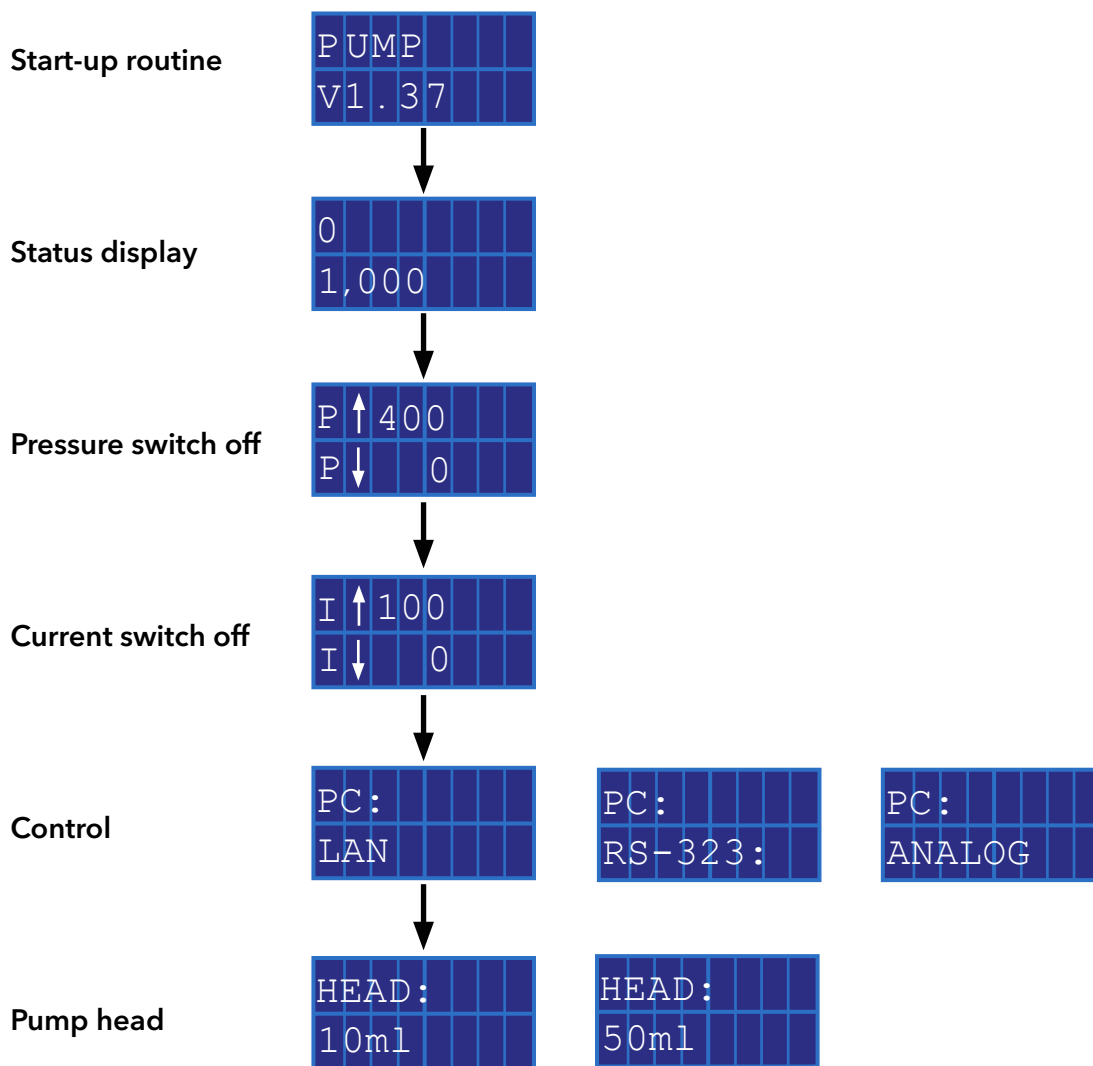 Start-up routine
PUMP
V1.37
Status display
0
1,000
Pressure switch off
P↑400
P↓ 0
Current switch off
I↑100
I↓ 0
Control
PC:
LAN
PC:
RS-323:
PC:
ANALOG
Pump head
HEAD:
10ml
HEAD:
50ml